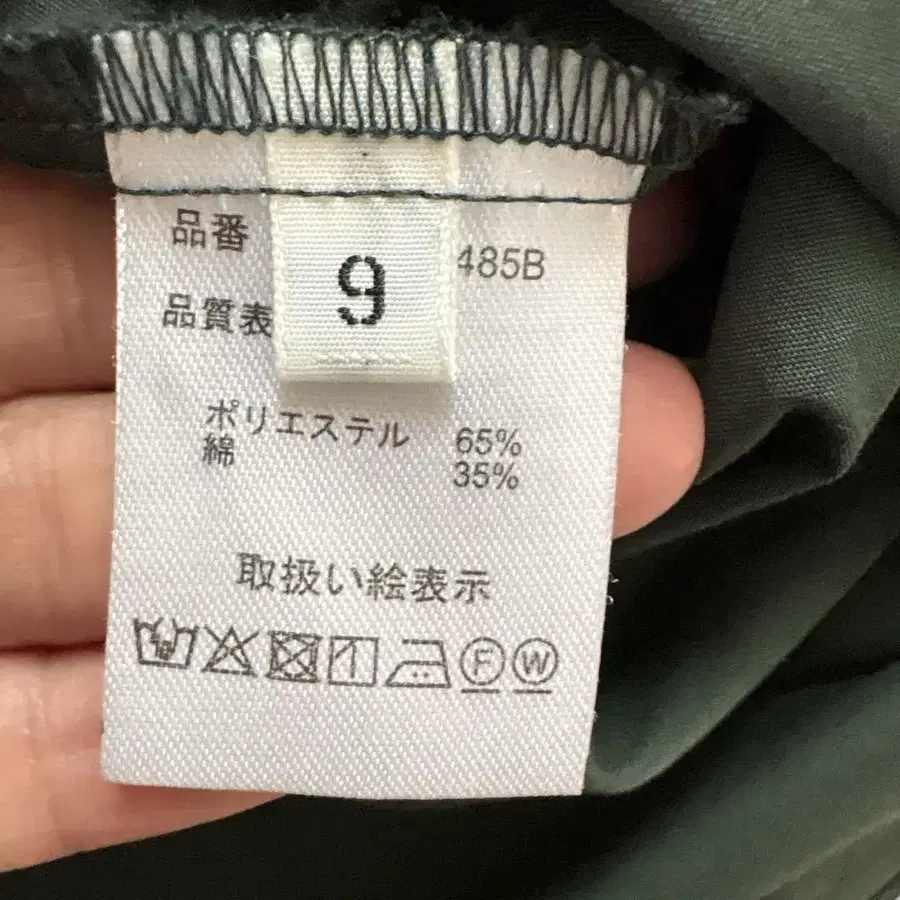 品番 485B
9
品質表
ポリエステル 65%
綿 35%
取扱い絵表示
F W